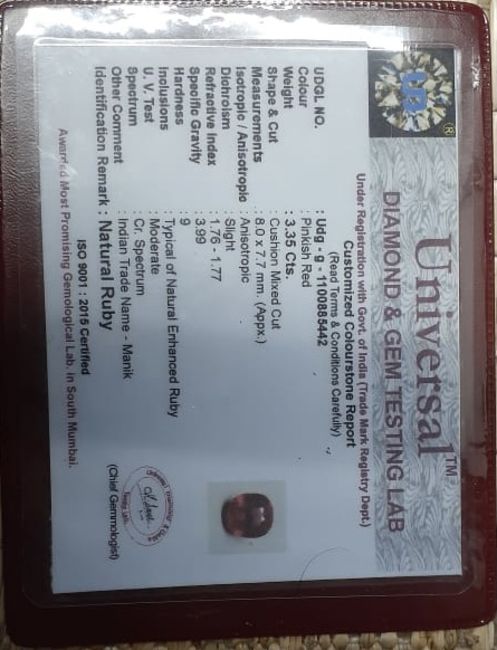 Universal™
DIAMOND & GEM TESTING LAB
Under Registration with Govt. of India (Trade Mark Registry Dept.)
Customized Colourstone Report
(Read Terms & Conditions Carefully)
UDGL NO. : Udg - g - 1100885442
Colour : Pinkish Red
Weight : 3.35 Cts.
Shape & Cut : Cushion Mixed Cut
Measurements : 8.0 x 7.7 mm. (Appx.)
Isotropic / Anisotropic : Anisotropic
Dichroism : Slight
Refractive Index : 1.76 - 1.77
Specific Gravity : 3.99
Hardness : 9
Inclusions : Typical of Natural Enhanced Ruby
U. V. Test : Moderate
Spectrum : Cr. Spectrum
Other Comment : Indian Trade Name - Manik
Identification Remark : Natural Ruby
(Chief Gemmologist)
ISO 9001 : 2015 Certified
Awarded Most Promising Gemological Lab. in South Mumbai.